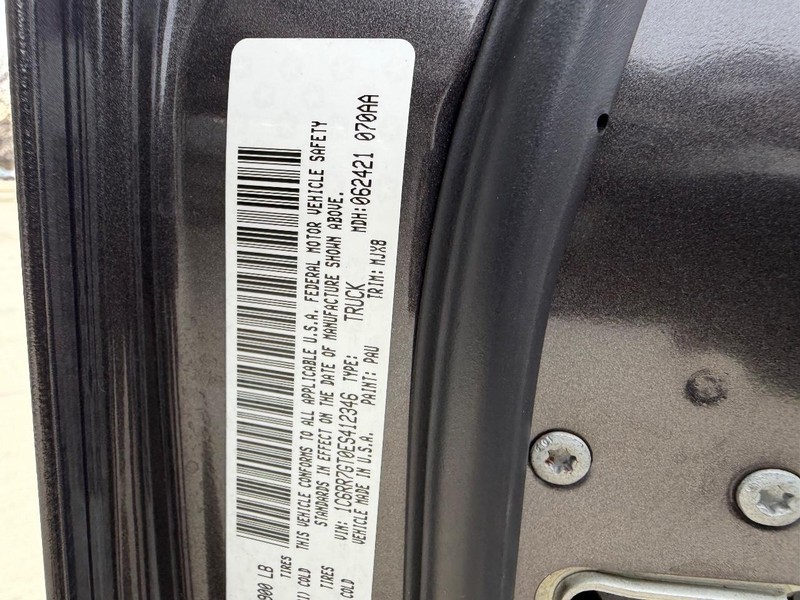 THIS VEHICLE CONFORMS TO ALL APPLICABLE U.S.A. FEDERAL MOTOR VEHICLE SAFETY
STANDARDS IN EFFECT ON THE DATE OF MANUFACTURE SHOWN ABOVE.
VIN: 1C6RR7GT0ES412346 TYPE: TRUCK MDH:062421 070AA
VEHICLE MADE IN U.S.A. PAINT: PAU TRIM: MJX8
900 LB
TIRES
COLD
TIRES
COLD